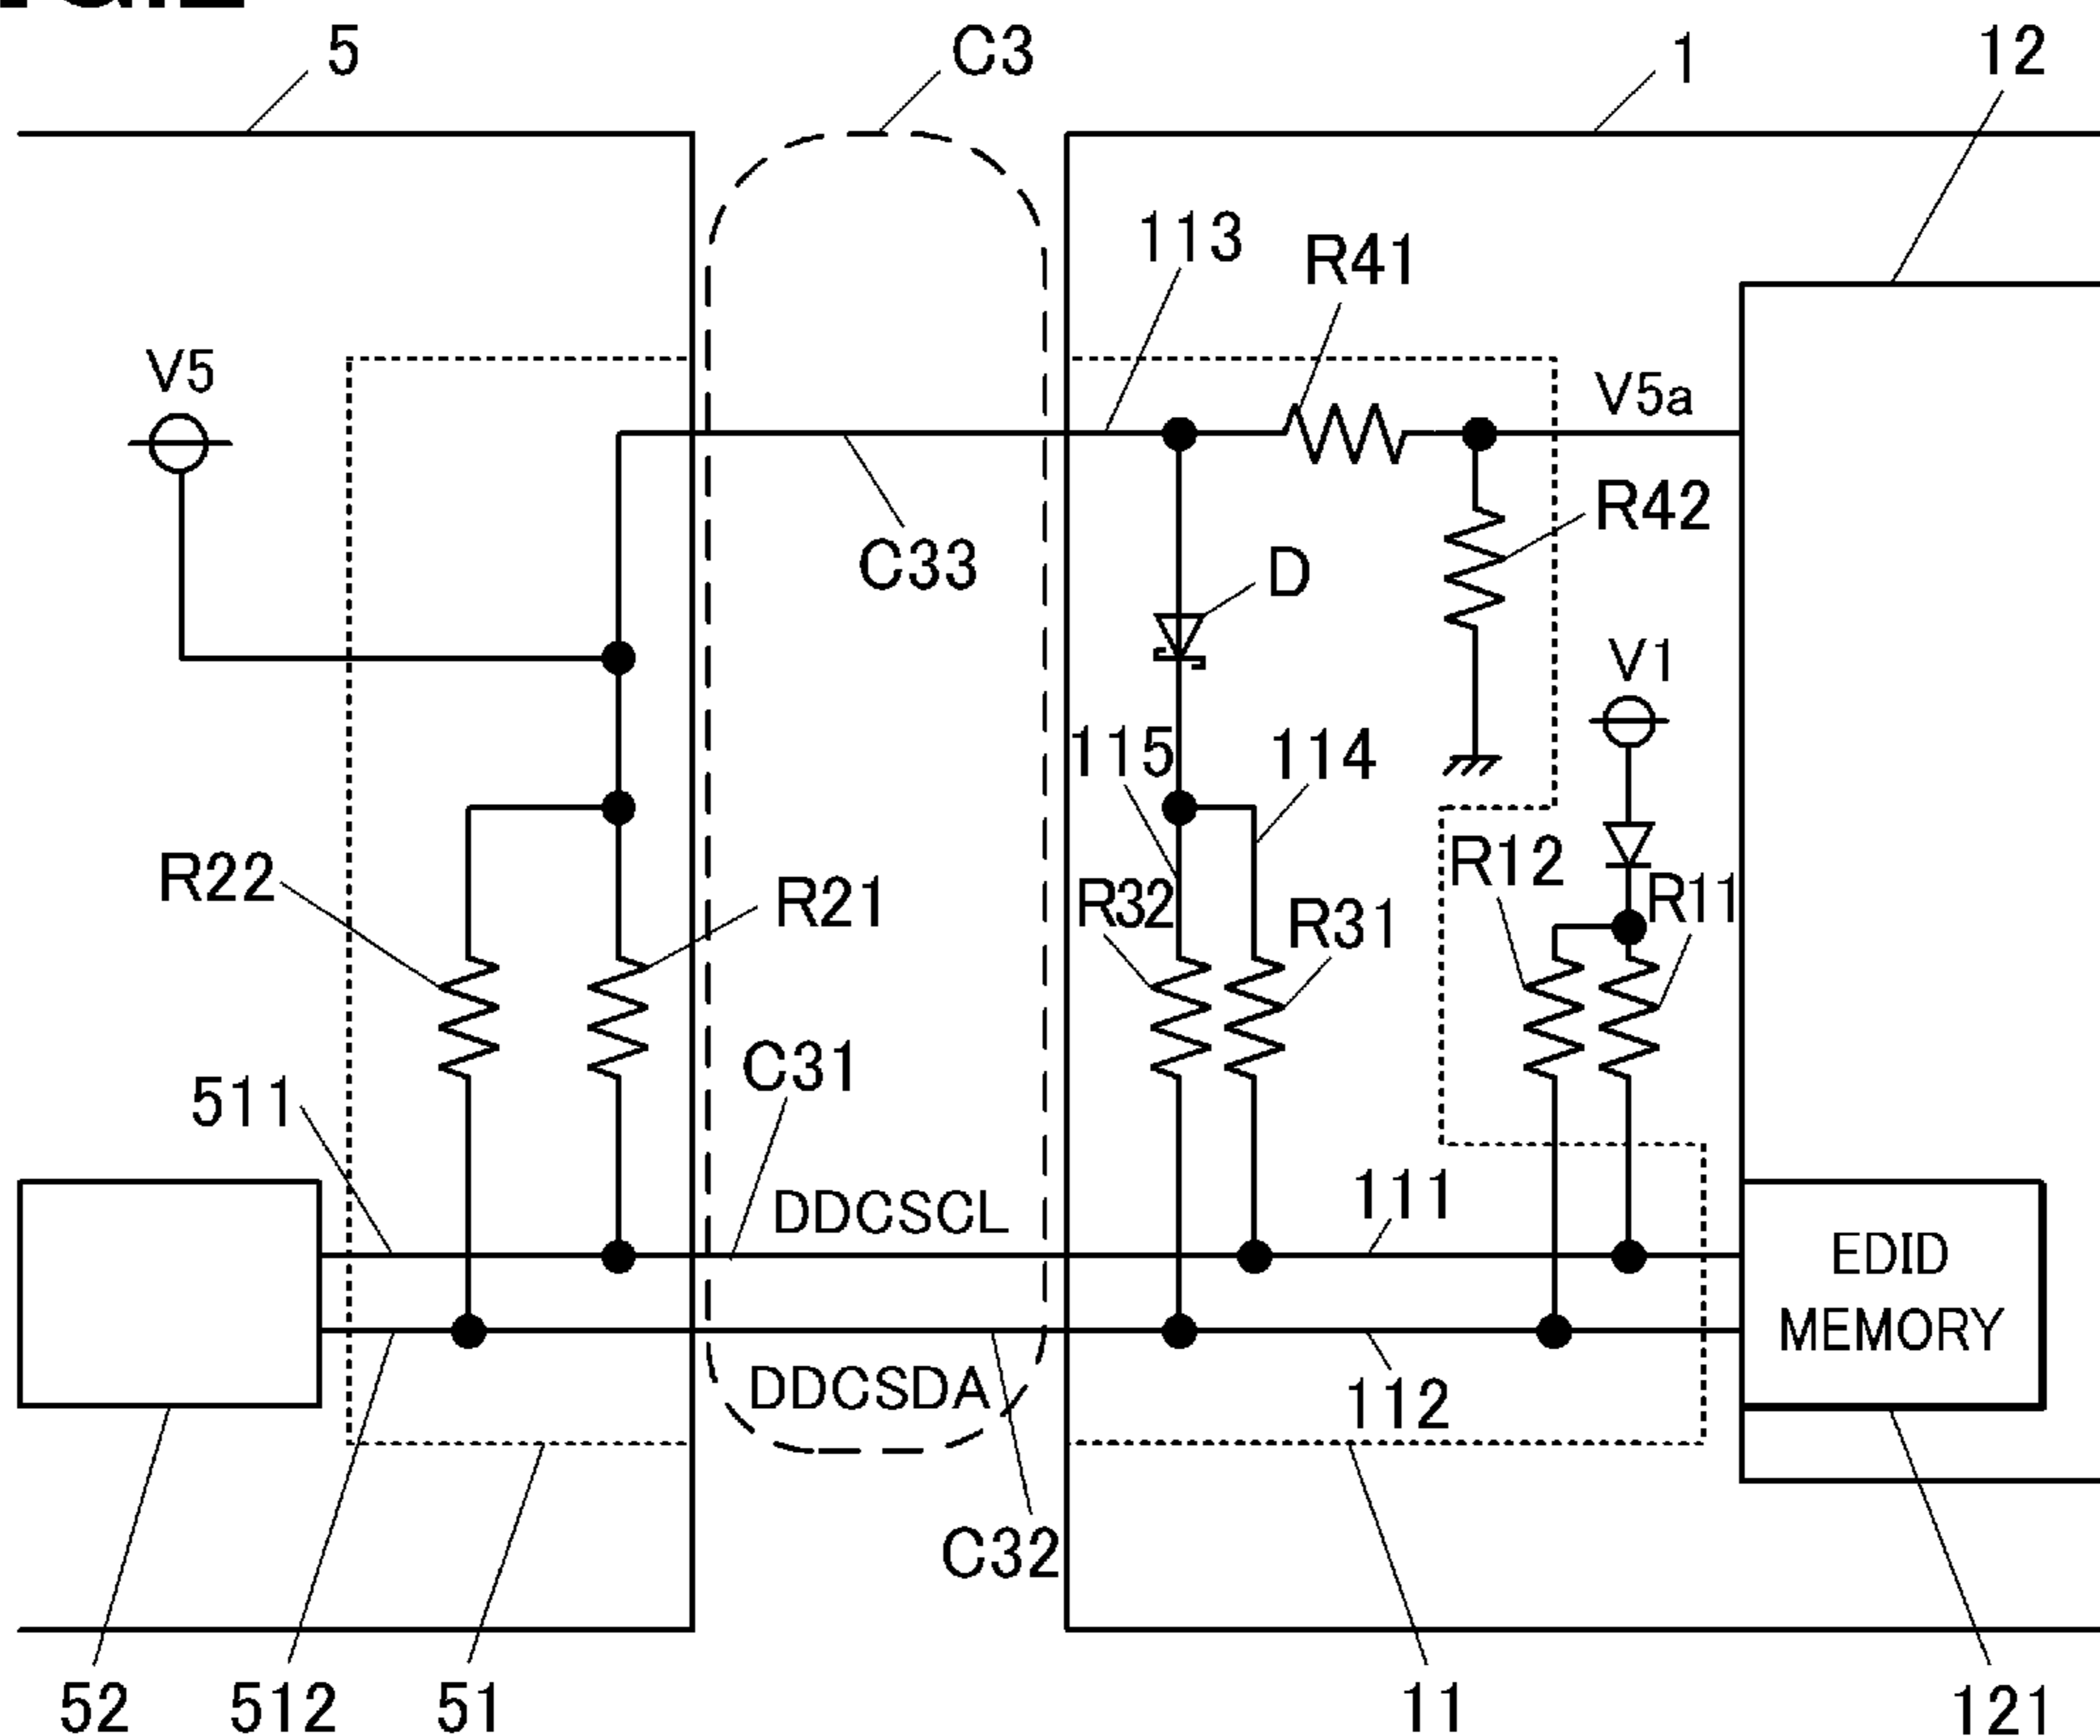 5
C3
1
12
113
R41
V5
V5a
R42
C33
D
V1
115
114
R12
R22
R21
R32
R11
R31
C31
511
DDCSCL
111
EDID
MEMORY
DDCSDA
112
C32
52
512
51
11
121